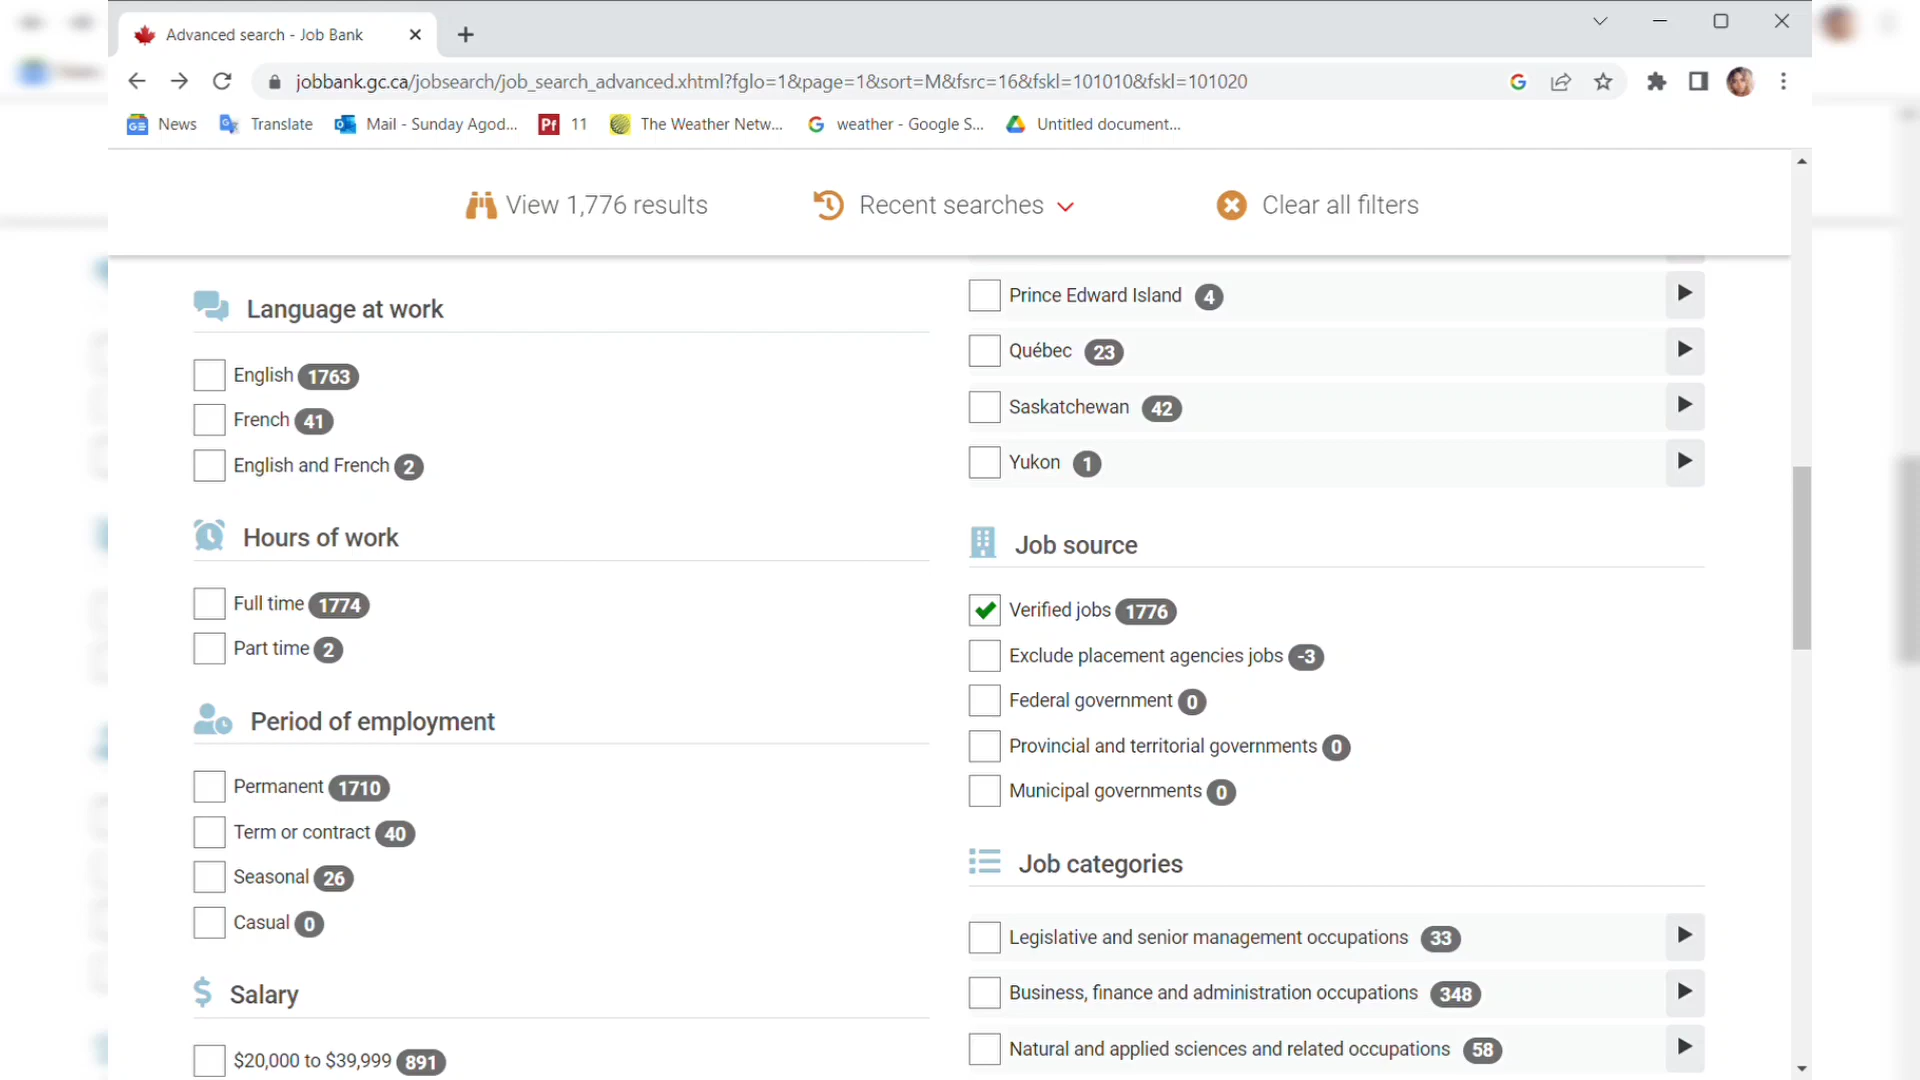 Advanced search - Job Bank
jobbank.gc.ca/jobsearch/job_search_advanced.xhtml?fglo=1&page=1&sort=M&fsrc=16&fskl=101010&fskl=101020
News Translate Mail - Sunday Agod... 11 The Weather Netw... weather - Google S... Untitled document...
View 1,776 results Recent searches Clear all filters
Language at work
English 1763
French 41
English and French 2
Hours of work
Full time 1774
Part time 2
Period of employment
Permanent 1710
Term or contract 40
Seasonal 26
Casual 0
Salary
$20,000 to $39,999 891
Prince Edward Island 4
Québec 23
Saskatchewan 42
Yukon 1
Job source
Verified jobs 1776
Exclude placement agencies jobs -3
Federal government 0
Provincial and territorial governments 0
Municipal governments 0
Job categories
Legislative and senior management occupations 33
Business, finance and administration occupations 348
Natural and applied sciences and related occupations 58